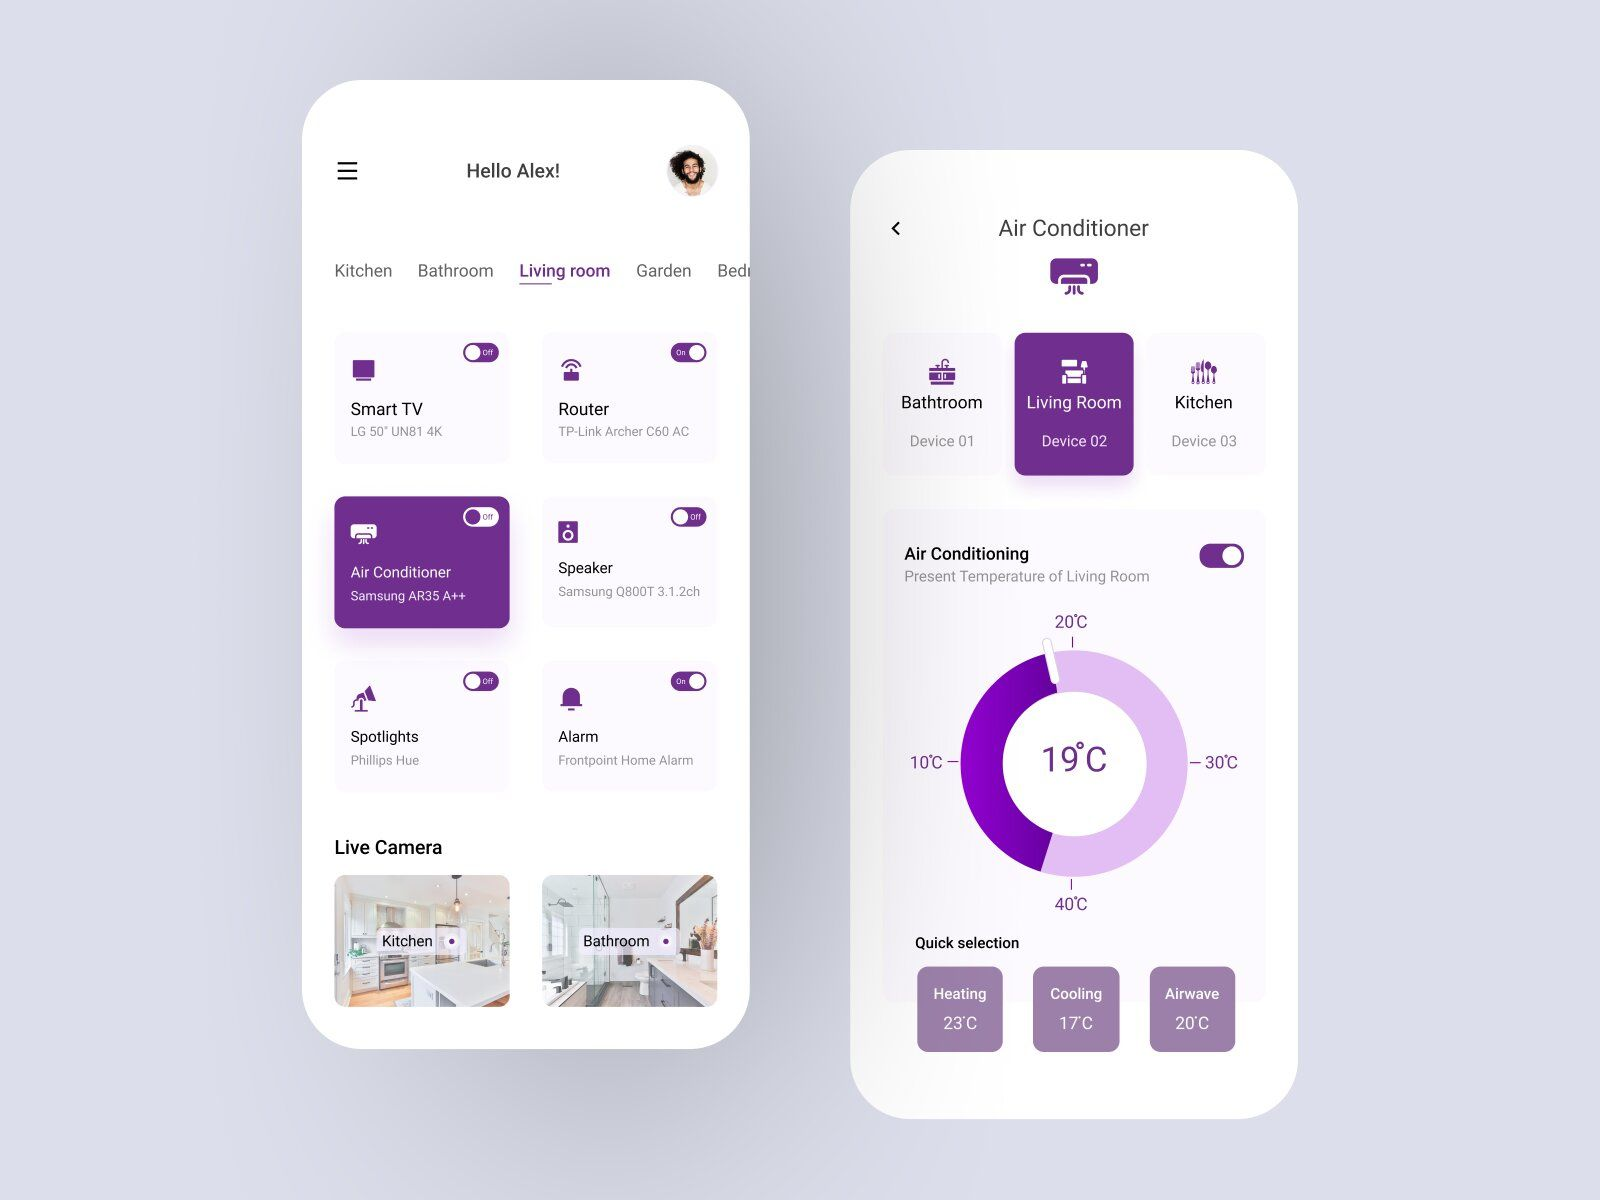 Hello Alex!
Kitchen Bathroom Living room Garden Bedr
Off
On
Smart TV
LG 50" UN81 4K
Router
TP-Link Archer C60 AC
Off
Off
Air Conditioner
Samsung AR35 A++
Speaker
Samsung Q800T 3.1.2ch
Off
On
Spotlights
Phillips Hue
Alarm
Frontpoint Home Alarm
Live Camera
Kitchen
Bathroom
Air Conditioner
Bathtroom
Device 01
Living Room
Device 02
Kitchen
Device 03
Air Conditioning
Present Temperature of Living Room
20°C
10°C
19°C
30°C
40°C
Quick selection
Heating
23°C
Cooling
17°C
Airwave
20°C